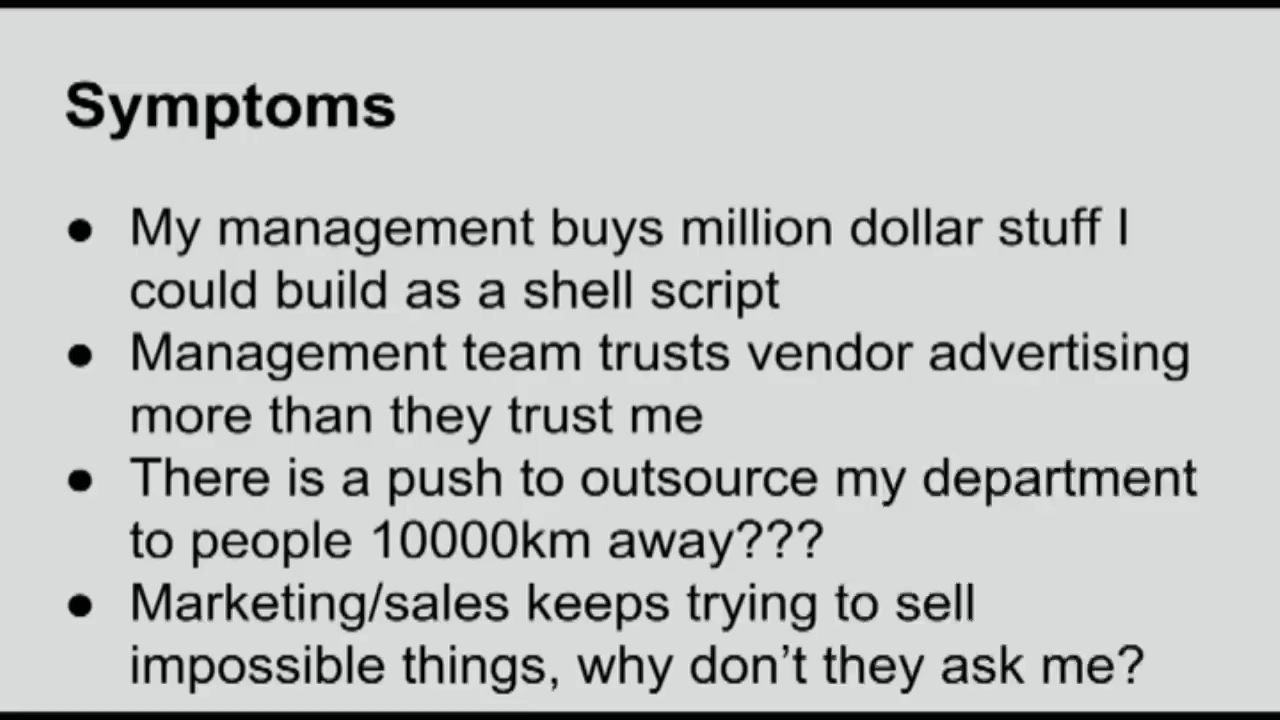 Symptoms
● My management buys million dollar stuff I
could build as a shell script
● Management team trusts vendor advertising
more than they trust me
● There is a push to outsource my department
to people 10000km away???
● Marketing/sales keeps trying to sell
impossible things, why don’t they ask me?